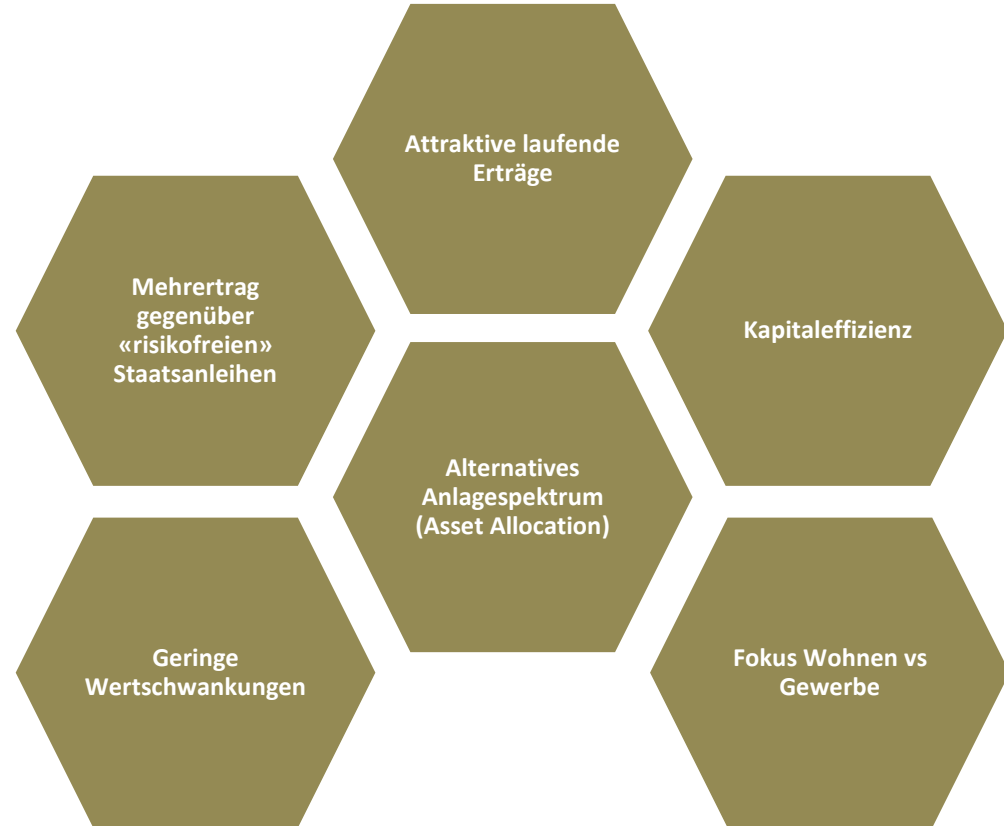 Attraktive laufende
Erträge
Mehrertrag
gegenüber
«risikofreien»
Staatsanleihen
Kapitaleffizienz
Alternatives
Anlagespektrum
(Asset Allocation)
Geringe
Wertschwankungen
Fokus Wohnen vs
Gewerbe